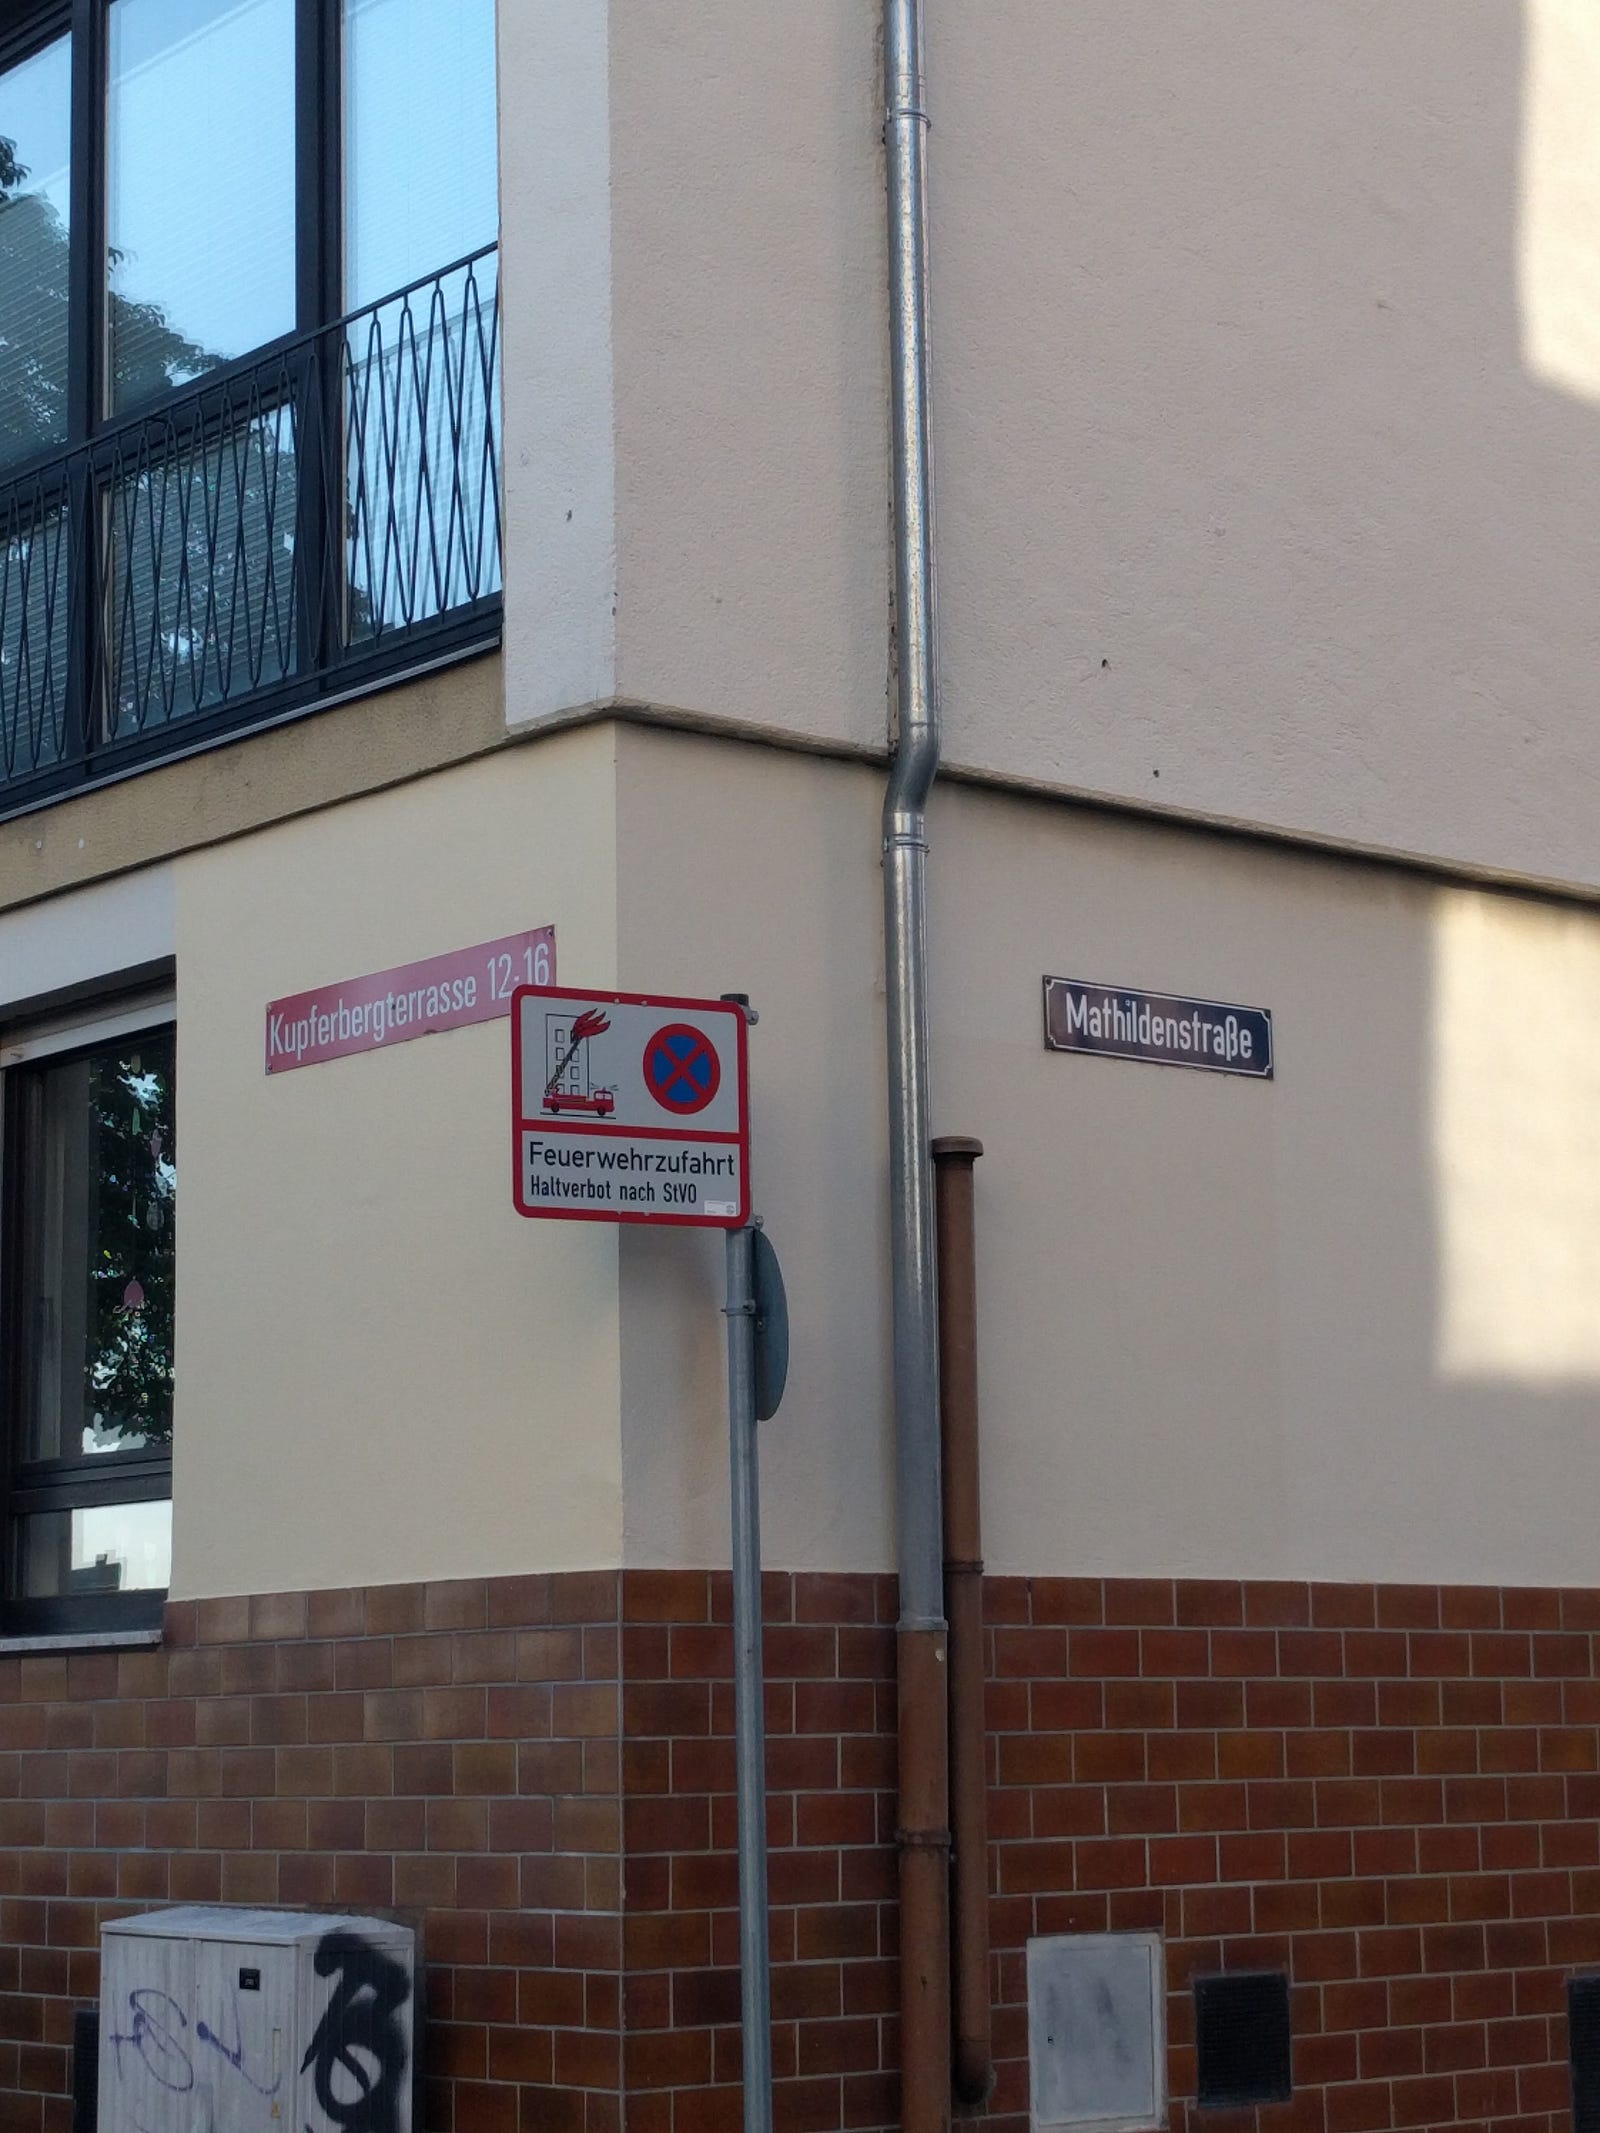 Kupferbergterrasse 12-16
Feuerwehrzufahrt
Haltverbot nach StVO
Mathildenstraße